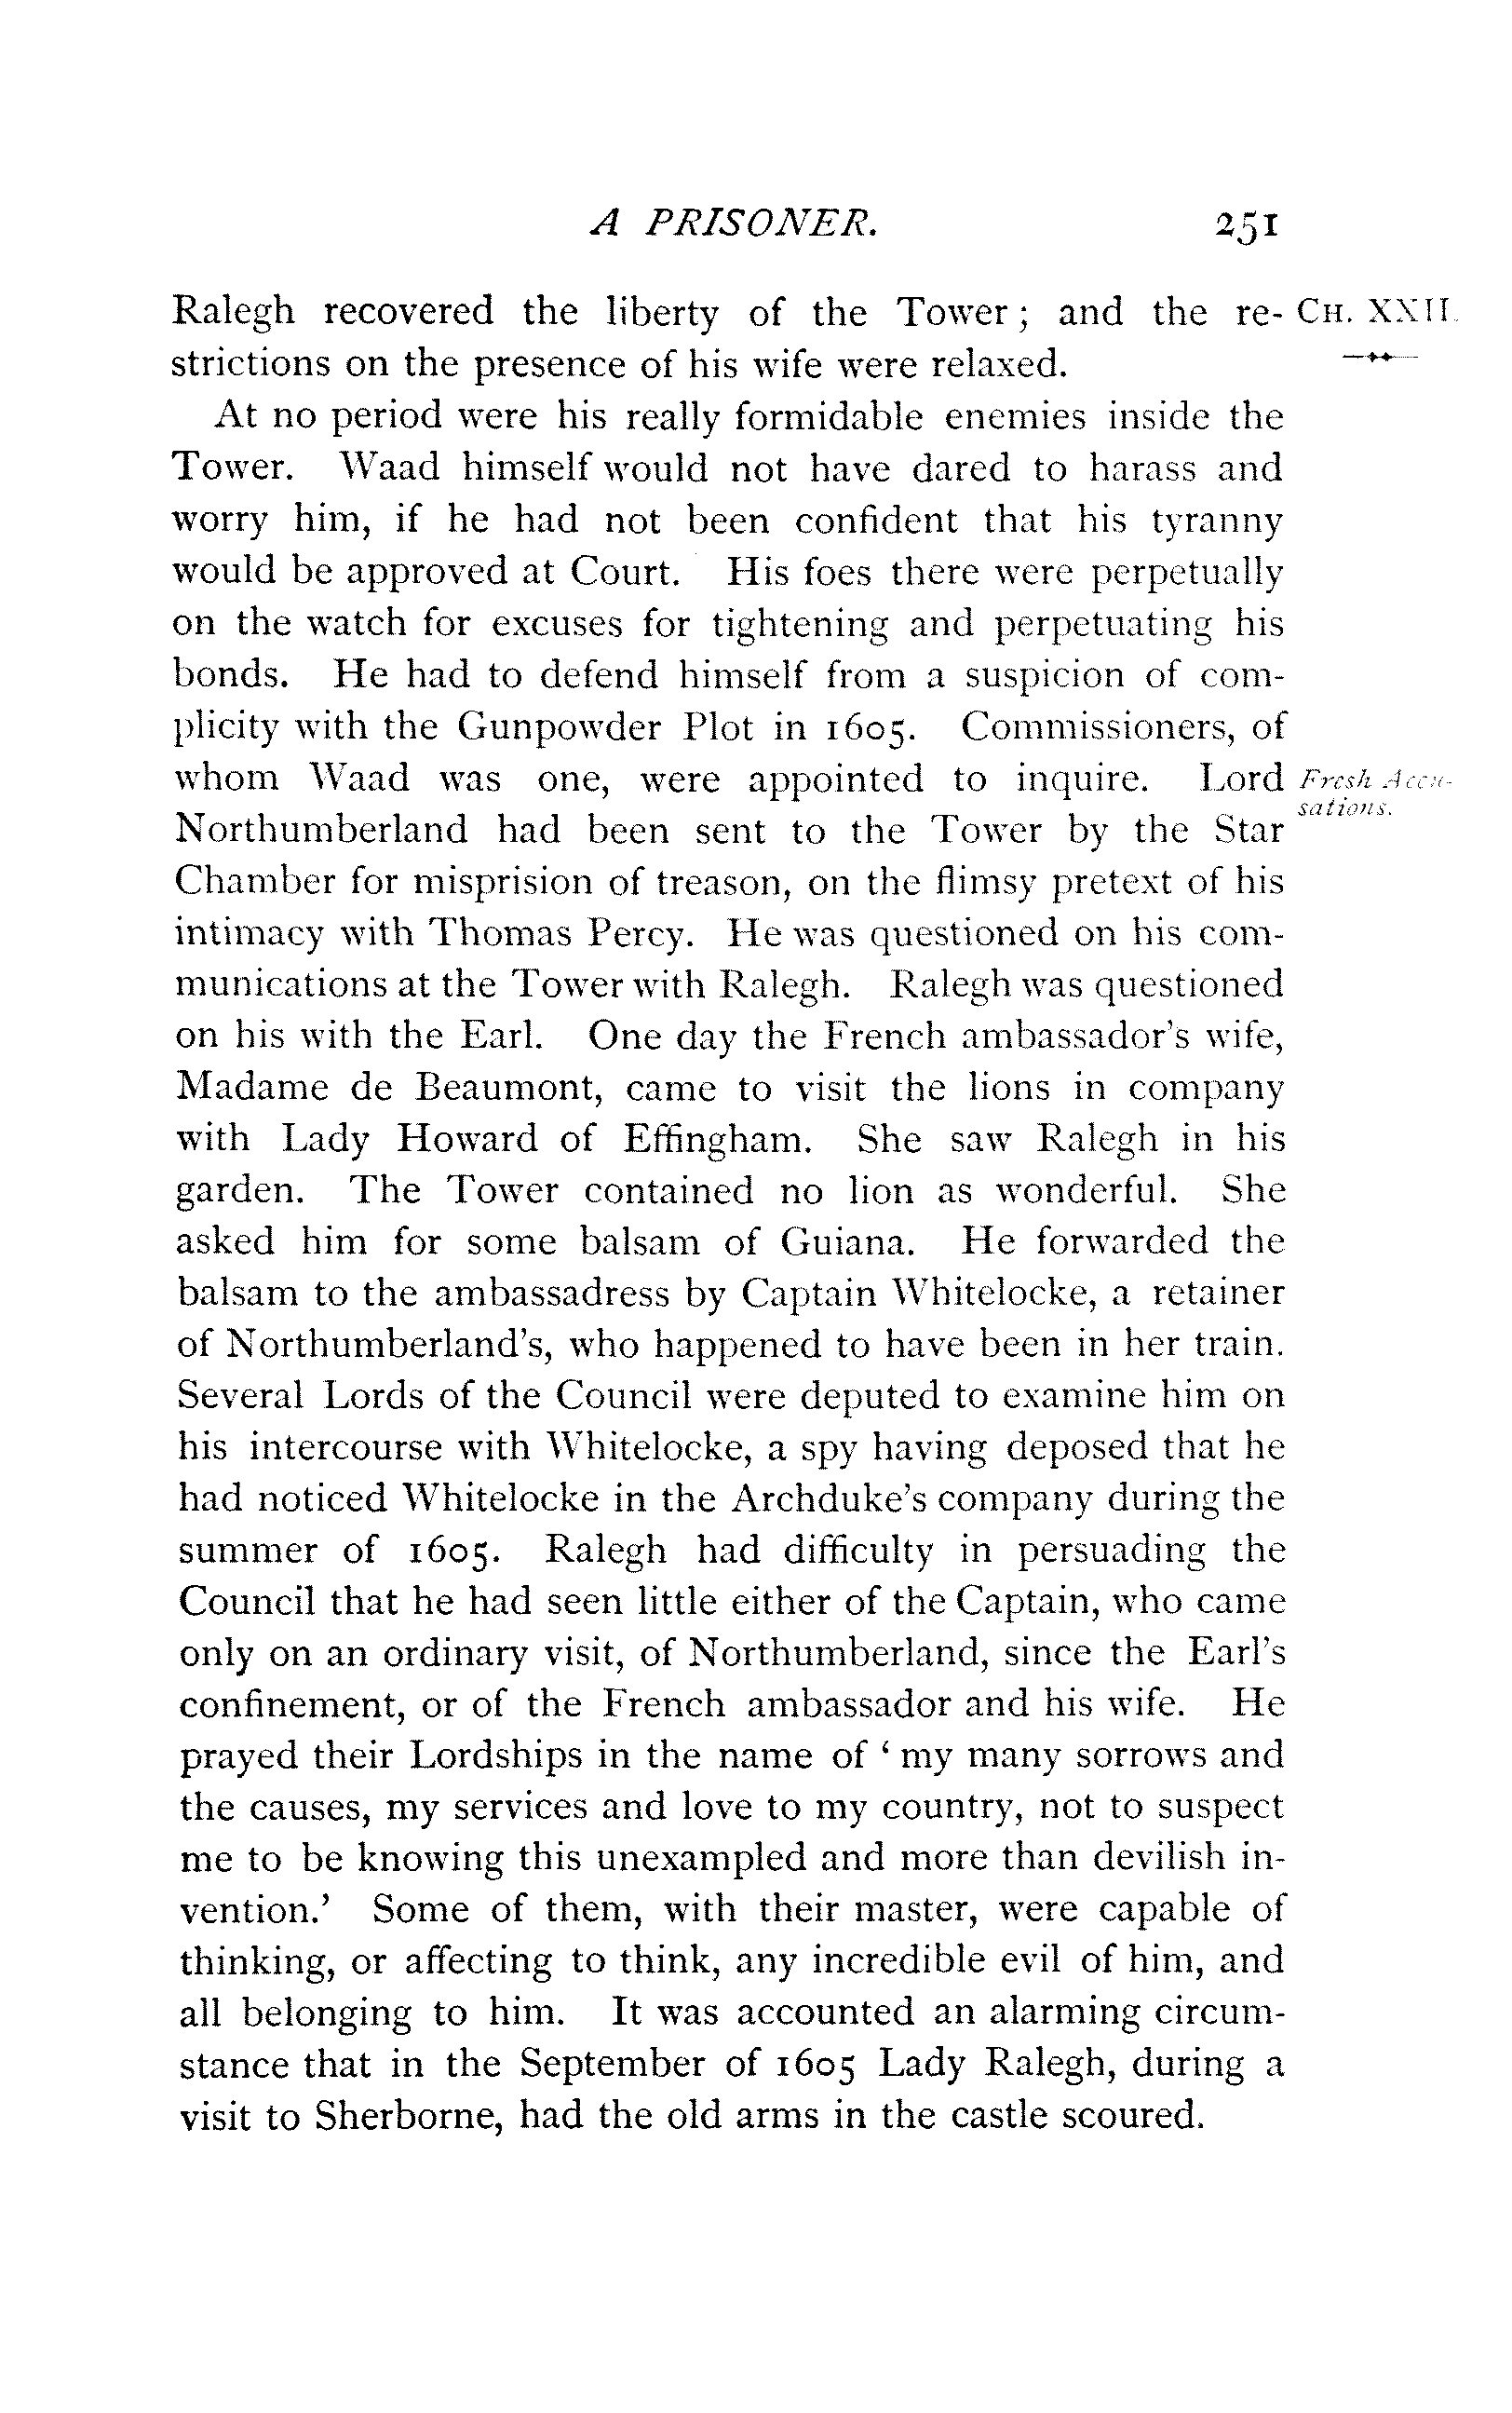 A PRISONER. 251
Ralegh recovered the liberty of the Tower; and the re- CH. XXII.
strictions on the presence of his wife were relaxed.
At no period were his really formidable enemies inside the
Tower. Waad himself would not have dared to harass and
worry him, if he had not been confident that his tyranny
would be approved at Court. His foes there were perpetually
on the watch for excuses for tightening and perpetuating his
bonds. He had to defend himself from a suspicion of com-
plicity with the Gunpowder Plot in 1605. Commissioners, of
whom Waad was one, were appointed to inquire. Lord
Fresh Accu-
sations.
Northumberland had been sent to the Tower by the Star
Chamber for misprision of treason, on the flimsy pretext of his
intimacy with Thomas Percy. He was questioned on his com-
munications at the Tower with Ralegh. Ralegh was questioned
on his with the Earl. One day the French ambassador's wife,
Madame de Beaumont, came to visit the lions in company
with Lady Howard of Effingham. She saw Ralegh in his
garden. The Tower contained no lion as wonderful. She
asked him for some balsam of Guiana. He forwarded the
balsam to the ambassadress by Captain Whitelocke, a retainer
of Northumberland's, who happened to have been in her train.
Several Lords of the Council were deputed to examine him on
his intercourse with Whitelocke, a spy having deposed that he
had noticed Whitelocke in the Archduke's company during the
summer of 1605. Ralegh had difficulty in persuading the
Council that he had seen little either of the Captain, who came
only on an ordinary visit, of Northumberland, since the Earl's
confinement, or of the French ambassador and his wife. He
prayed their Lordships in the name of ‘ my many sorrows and
the causes, my services and love to my country, not to suspect
me to be knowing this unexampled and more than devilish in-
vention.’ Some of them, with their master, were capable of
thinking, or affecting to think, any incredible evil of him, and
all belonging to him. It was accounted an alarming circum-
stance that in the September of 1605 Lady Ralegh, during a
visit to Sherborne, had the old arms in the castle scoured.